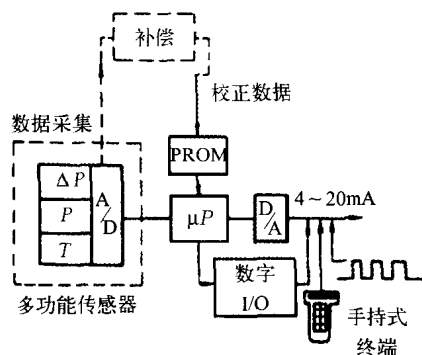 补偿
校正数据
数据采集
PROM
ΔP
P
T
A/D
μP
D/A
4～20mA
数字
I/O
多功能传感器
手持式
终端